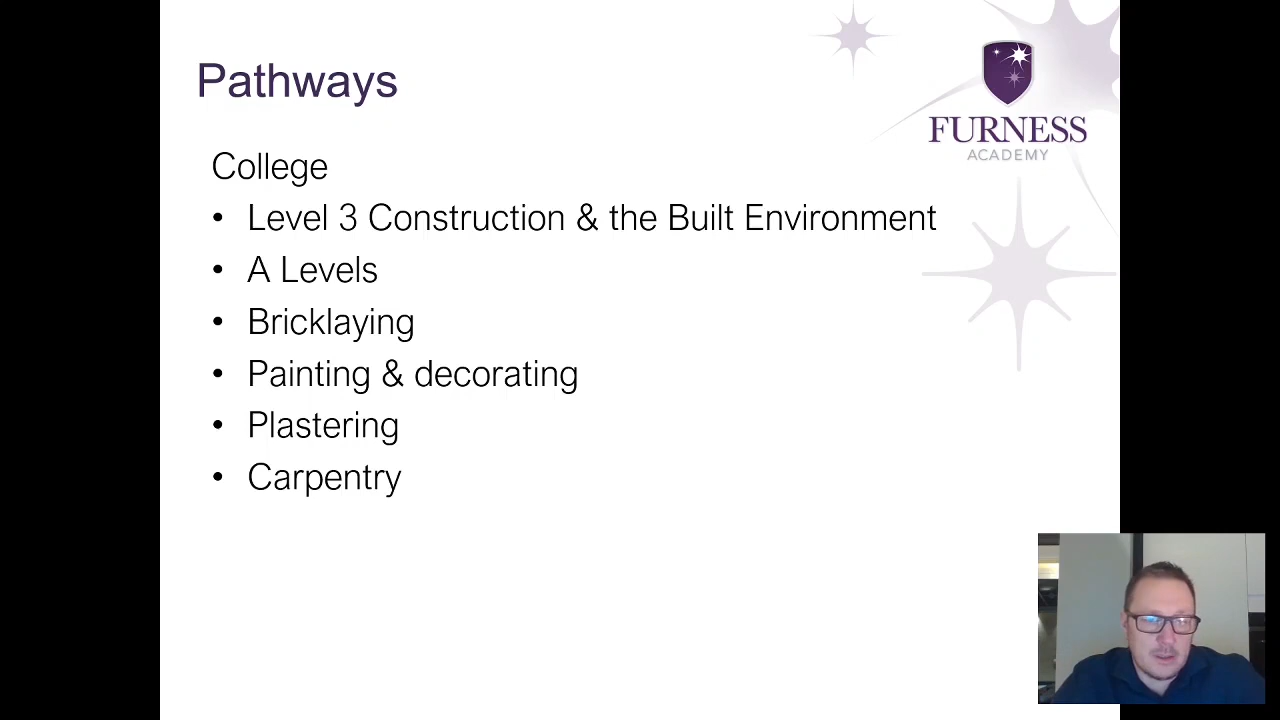 Pathways
FURNESS
ACADEMY
College
• Level 3 Construction & the Built Environment
• A Levels
• Bricklaying
• Painting & decorating
• Plastering
• Carpentry